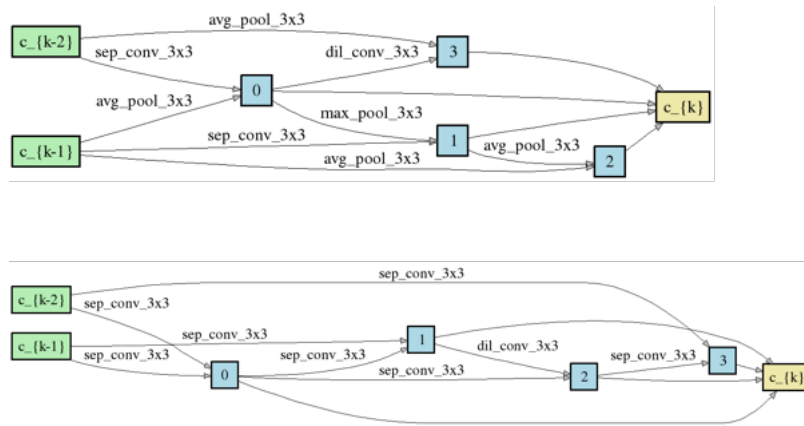 avg_pool_3x3
c_{k-2}
sep_conv_3x3
dil_conv_3x3
3
0
avg_pool_3x3
max_pool_3x3
c_{k}
sep_conv_3x3
1
avg_pool_3x3
c_{k-1}
avg_pool_3x3
2
sep_conv_3x3
c_{k-2}
sep_conv_3x3
sep_conv_3x3
1
c_{k-1}
dil_conv_3x3
sep_conv_3x3
sep_conv_3x3
sep_conv_3x3
3
0
sep_conv_3x3
2
c_{k}